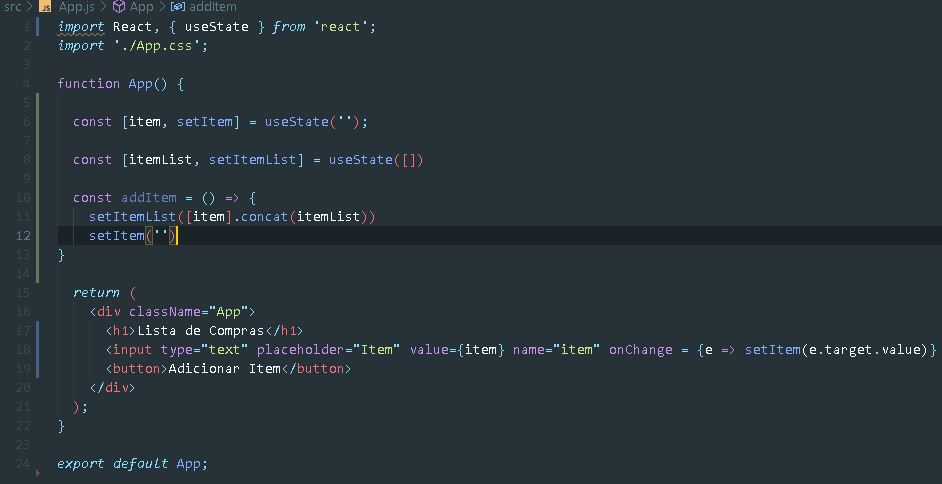 src > JS App.js > App > addItem
1 import React, { useState } from 'react';
2 import './App.css';
3
4 function App() {
5
6 const [item, setItem] = useState('');
7
8 const [itemList, setItemList] = useState([])
9
10 const addItem = () => {
11 setItemList([item].concat(itemList))
12 setItem('')
13 }
14
15 return (
16 <div className="App">
17 <h1>Lista de Compras</h1>
18 <input type="text" placeholder="Item" value={item} name="item" onChange = {e => setItem(e.target.value)}
19 <button>Adicionar Item</button>
20 </div>
21 );
22 }
23
24 export default App;